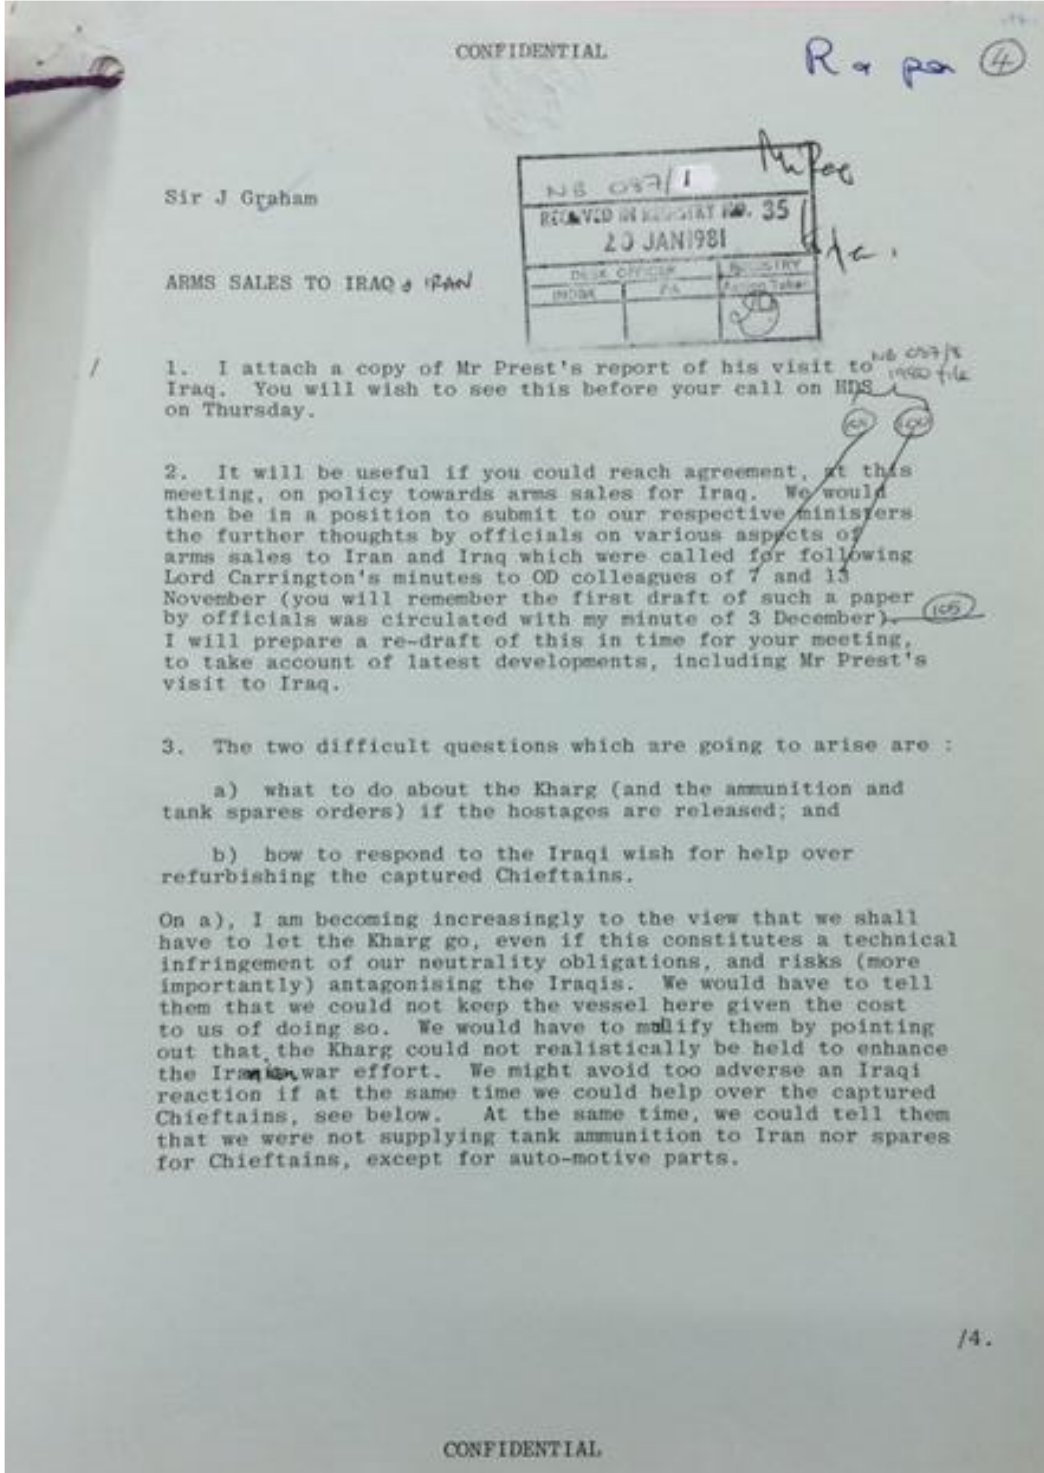 CONFIDENTIAL
R & pa 4
Sir J Graham
NB 037/1
RECEIVED IN REGISTRY NO. 35
20 JAN 1981
DESK OFFICER REGISTRY
INDEX PA Action Taken
ARMS SALES TO IRAQ & IRAN
/
NB 037/8
1980 file
1. I attach a copy of Mr Prest's report of his visit to
Iraq. You will wish to see this before your call on HDS
on Thursday.
2. It will be useful if you could reach agreement, at this
meeting, on policy towards arms sales for Iraq. We would
then be in a position to submit to our respective ministers
the further thoughts by officials on various aspects of
arms sales to Iran and Iraq which were called for following
Lord Carrington's minutes to OD colleagues of 7 and 13
November (you will remember the first draft of such a paper
by officials was circulated with my minute of 3 December). 105
I will prepare a re-draft of this in time for your meeting,
to take account of latest developments, including Mr Prest's
visit to Iraq.
3. The two difficult questions which are going to arise are :
a) what to do about the Kharg (and the ammunition and
tank spares orders) if the hostages are released; and
b) how to respond to the Iraqi wish for help over
refurbishing the captured Chieftains.
On a), I am becoming increasingly to the view that we shall
have to let the Kharg go, even if this constitutes a technical
infringement of our neutrality obligations, and risks (more
importantly) antagonising the Iraqis. We would have to tell
them that we could not keep the vessel here given the cost
to us of doing so. We would have to mollify them by pointing
out that the Kharg could not realistically be held to enhance
the Iranian war effort. We might avoid too adverse an Iraqi
reaction if at the same time we could help over the captured
Chieftains, see below. At the same time, we could tell them
that we were not supplying tank ammunition to Iran nor spares
for Chieftains, except for auto-motive parts.
/4.
CONFIDENTIAL